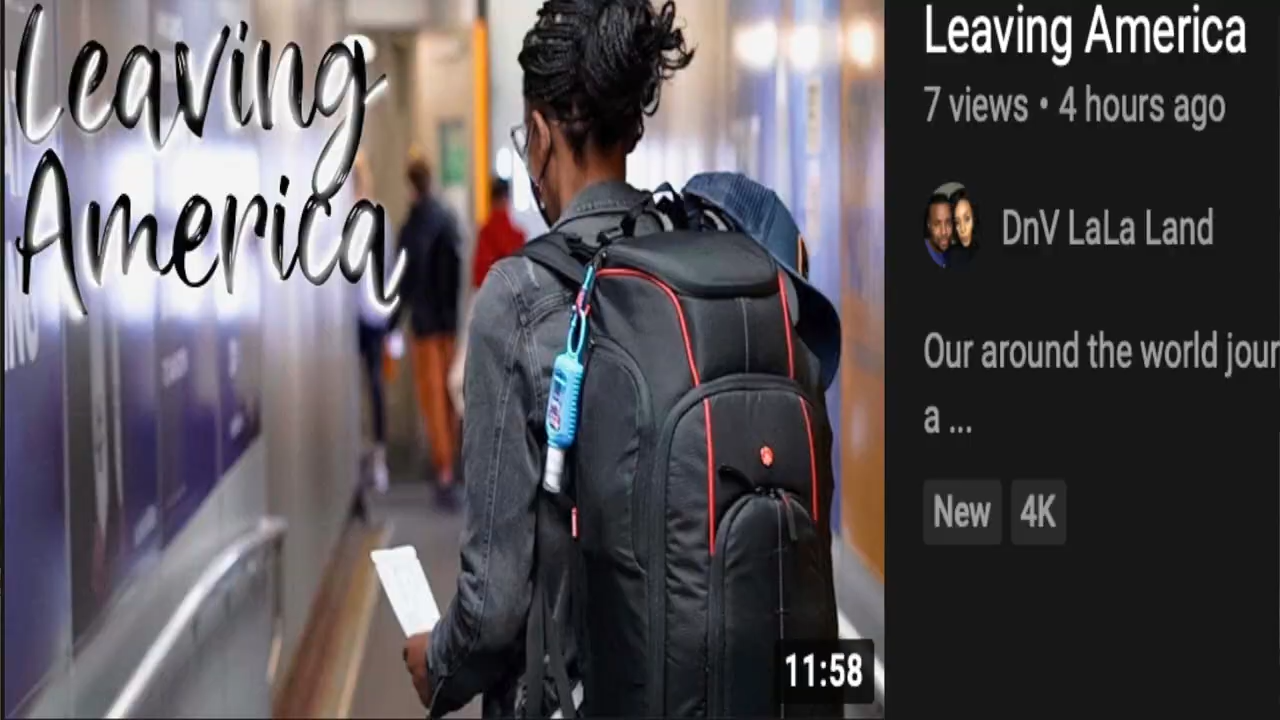 Leaving
America
11:58
Leaving America
7 views • 4 hours ago
DnV LaLa Land
Our around the world jour
a ...
New
4K